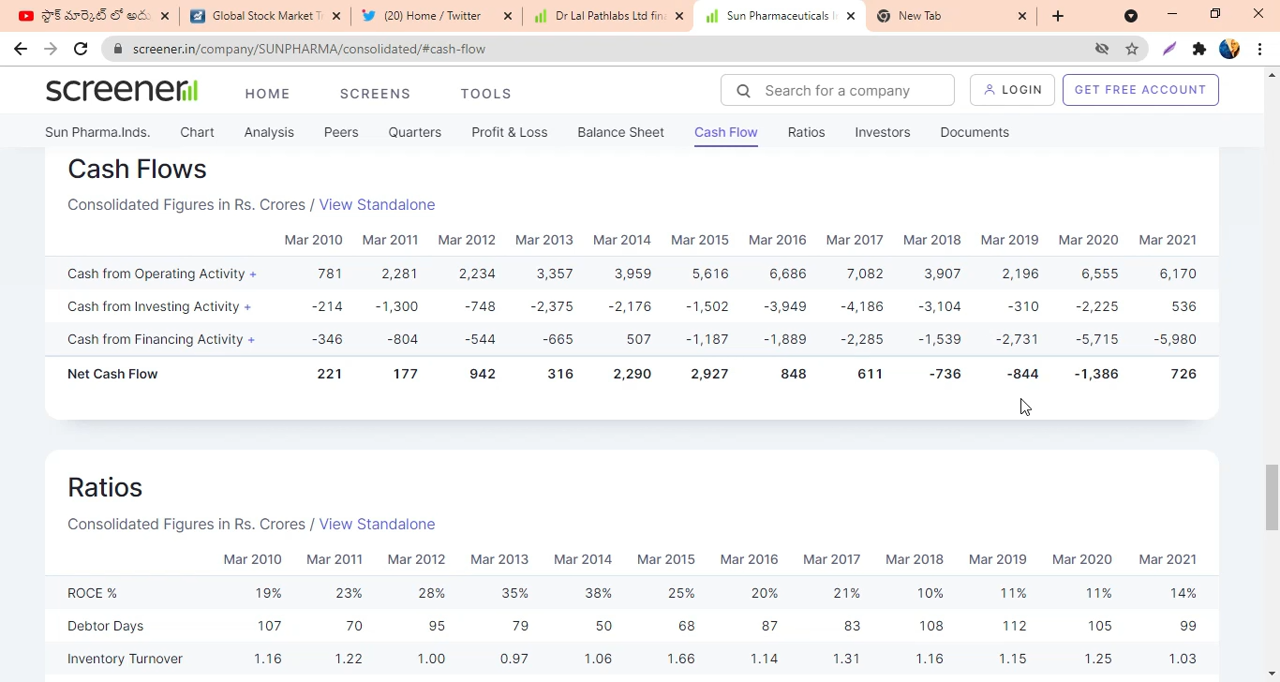 స్టాక్ మార్కెట్ లో అదు
Global Stock Market T
(20) Home / Twitter
Dr Lal Pathlabs Ltd fina
Sun Pharmaceuticals I
New Tab
screener.in/company/SUNPHARMA/consolidated/#cash-flow
screener
HOME
SCREENS
TOOLS
Search for a company
LOGIN
GET FREE ACCOUNT
Sun Pharma.Inds. Chart Analysis Peers Quarters Profit & Loss Balance Sheet Cash Flow Ratios Investors Documents
Cash Flows
Consolidated Figures in Rs. Crores / View Standalone
Mar 2010 Mar 2011 Mar 2012 Mar 2013 Mar 2014 Mar 2015 Mar 2016 Mar 2017 Mar 2018 Mar 2019 Mar 2020 Mar 2021
Cash from Operating Activity + 781 2,281 2,234 3,357 3,959 5,616 6,686 7,082 3,907 2,196 6,555 6,170
Cash from Investing Activity + -214 -1,300 -748 -2,375 -2,176 -1,502 -3,949 -4,186 -3,104 -310 -2,225 536
Cash from Financing Activity + -346 -804 -544 -665 507 -1,187 -1,889 -2,285 -1,539 -2,731 -5,715 -5,980
Net Cash Flow 221 177 942 316 2,290 2,927 848 611 -736 -844 -1,386 726
Ratios
Consolidated Figures in Rs. Crores / View Standalone
Mar 2010 Mar 2011 Mar 2012 Mar 2013 Mar 2014 Mar 2015 Mar 2016 Mar 2017 Mar 2018 Mar 2019 Mar 2020 Mar 2021
ROCE % 19% 23% 28% 35% 38% 25% 20% 21% 10% 11% 11% 14%
Debtor Days 107 70 95 79 50 68 87 83 108 112 105 99
Inventory Turnover 1.16 1.22 1.00 0.97 1.06 1.66 1.14 1.31 1.16 1.15 1.25 1.03